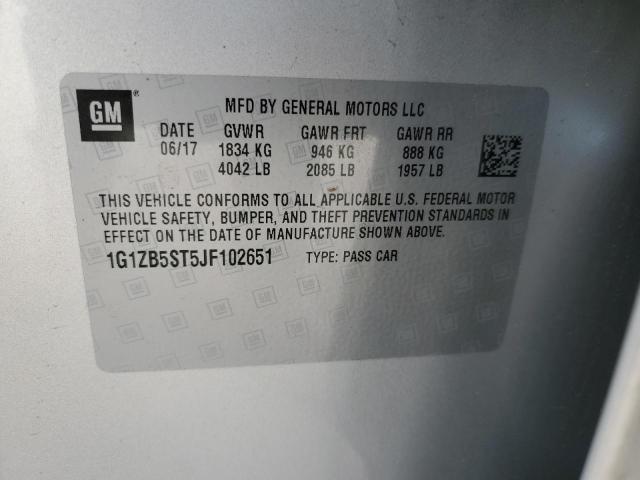 GM®
MFD BY GENERAL MOTORS LLC
DATE GVWR GAWR FRT GAWR RR
06/17 1834 KG 946 KG 888 KG
4042 LB 2085 LB 1957 LB
THIS VEHICLE CONFORMS TO ALL APPLICABLE U.S. FEDERAL MOTOR
VEHICLE SAFETY, BUMPER, AND THEFT PREVENTION STANDARDS IN
EFFECT ON THE DATE OF MANUFACTURE SHOWN ABOVE.
1G1ZB5ST5JF102651 TYPE: PASS CAR